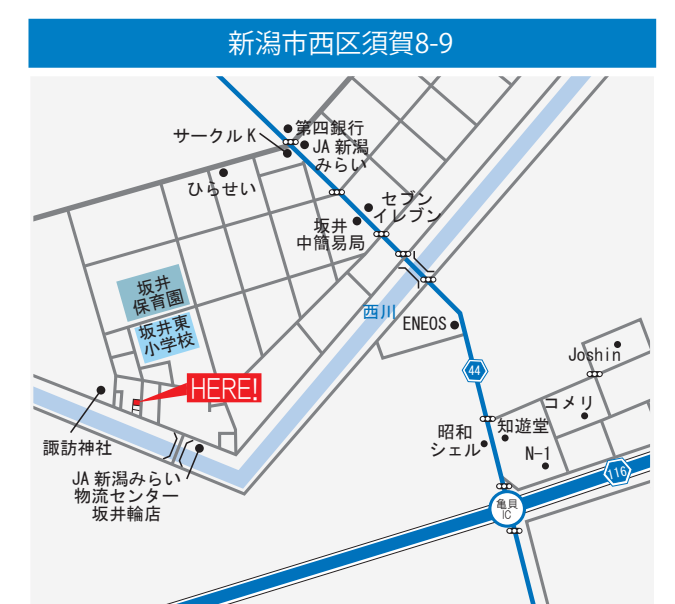 新潟市西区須賀8-9
第四銀行
サークルK
JA 新潟
みらい
ひらせい
セブン
イレブン
坂井
中簡易局
坂井
保育園
西川
ENEOS
坂井東
小学校
Joshin
44
HERE!
コメリ
知遊堂
昭和
シェル
諏訪神社
N-1
JA 新潟みらい
物流センター
坂井輪店
116
亀貝
IC